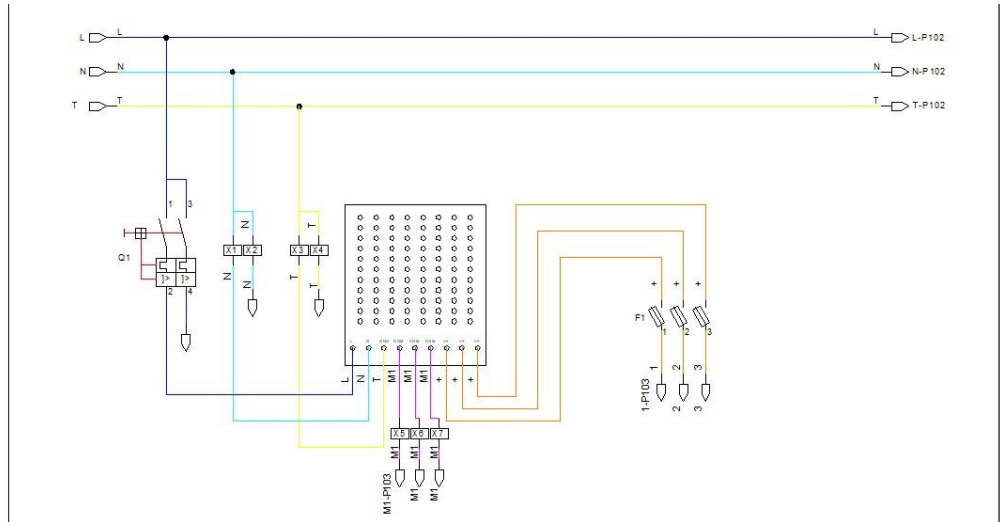 L L L L-P102
N N N N-P102
T T T T-P102
1 3
Q1
2 4
N
X1 X2
N N
T
X3 X4
T T
L N T M1 M1 M1 + + +
X5 X6 X7
M1 M1 M1
M1-P103 M1 M1
+ + +
F1
1 2 3
1 2 3
1-P103 2 3